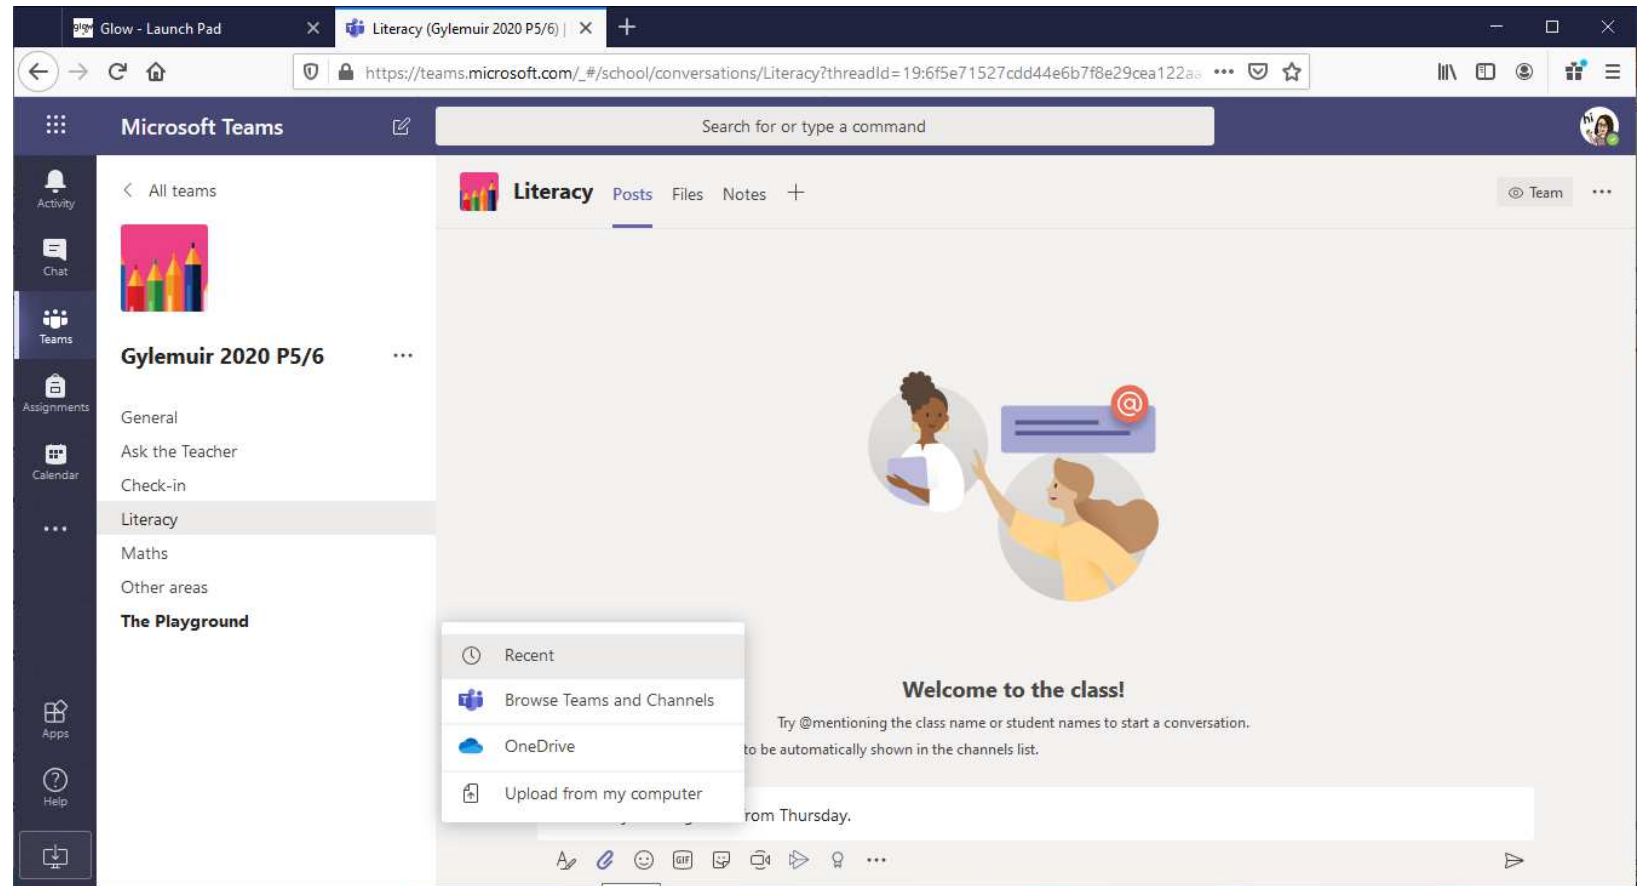 glow Glow - Launch Pad
Literacy (Gylemuir 2020 P5/6) |
https://teams.microsoft.com/_#/school/conversations/Literacy?threadId=19:6f5e71527cdd44e6b7f8e29cea122aa
Microsoft Teams
Search for or type a command
hi
Activity
Chat
Teams
Assignments
Calendar
Apps
Help
All teams
Gylemuir 2020 P5/6
General
Ask the Teacher
Check-in
Literacy
Maths
Other areas
The Playground
Literacy Posts Files Notes
Team
@
Welcome to the class!
Try @mentioning the class name or student names to start a conversation.
to be automatically shown in the channels list.
Recent
Browse Teams and Channels
OneDrive
Upload from my computer
rom Thursday.
GIF